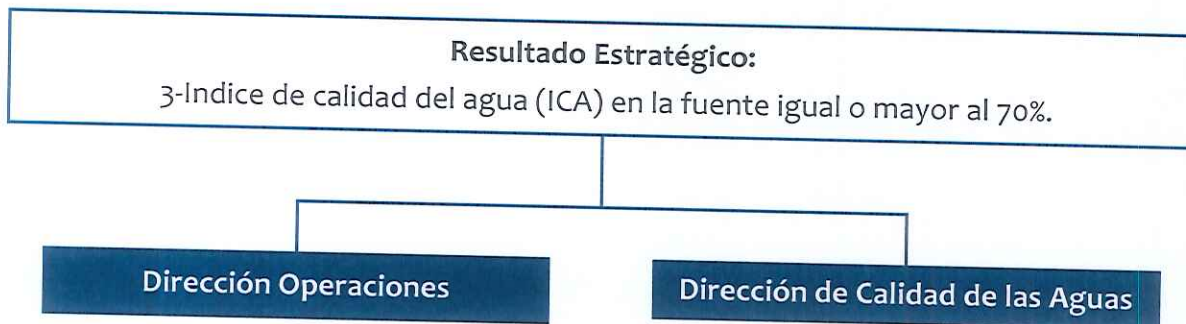 Resultado Estratégico:
3-Indice de calidad del agua (ICA) en la fuente igual o mayor al 70%.
Dirección Operaciones
Dirección de Calidad de las Aguas